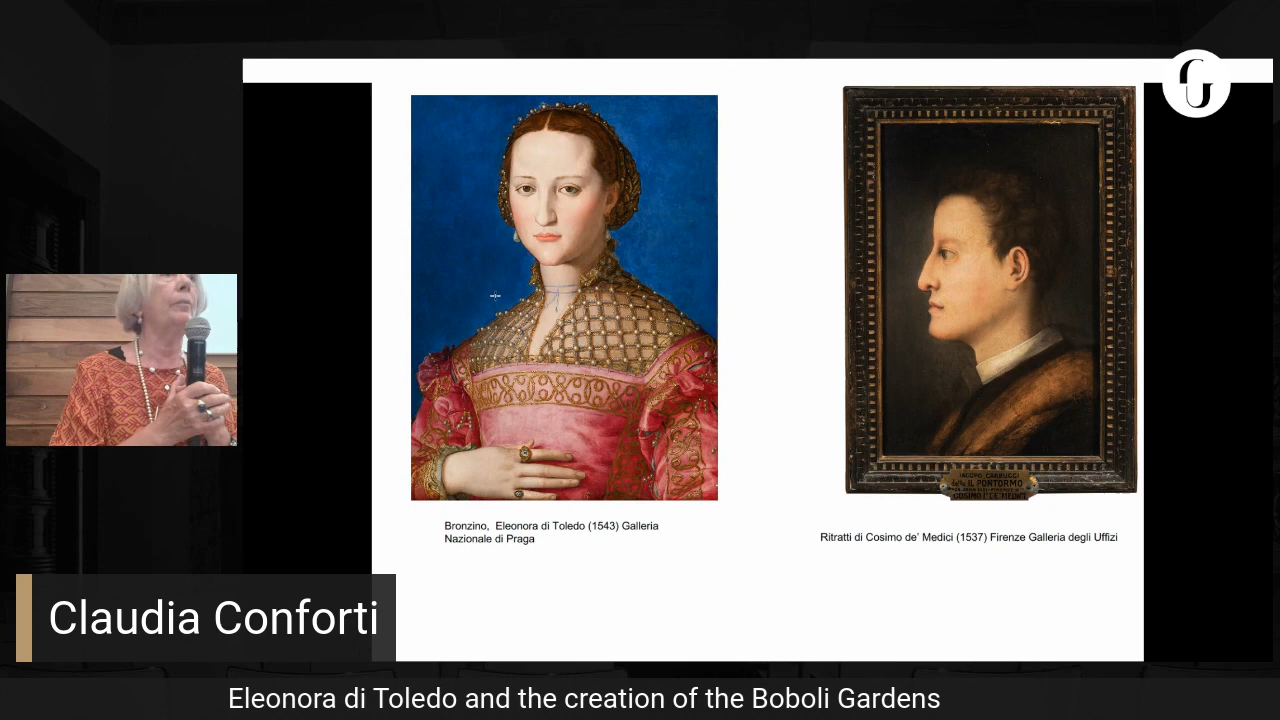 Bronzino, Eleonora di Toledo (1543) Galleria
Nazionale di Praga
IL PONTORMO
Ritratti di Cosimo de' Medici (1537) Firenze Galleria degli Uffizi
Claudia Conforti
Eleonora di Toledo and the creation of the Boboli Gardens